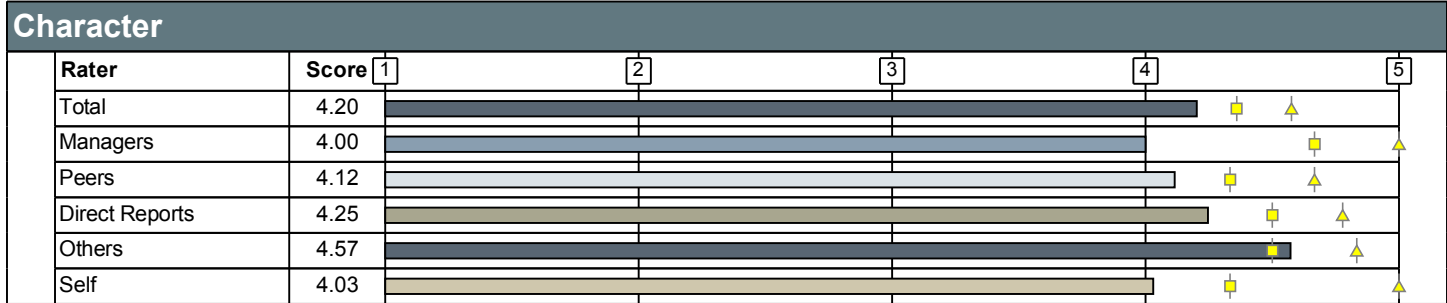 Character
Rater Score 1 2 3 4 5
Total 4.20
Managers 4.00
Peers 4.12
Direct Reports 4.25
Others 4.57
Self 4.03